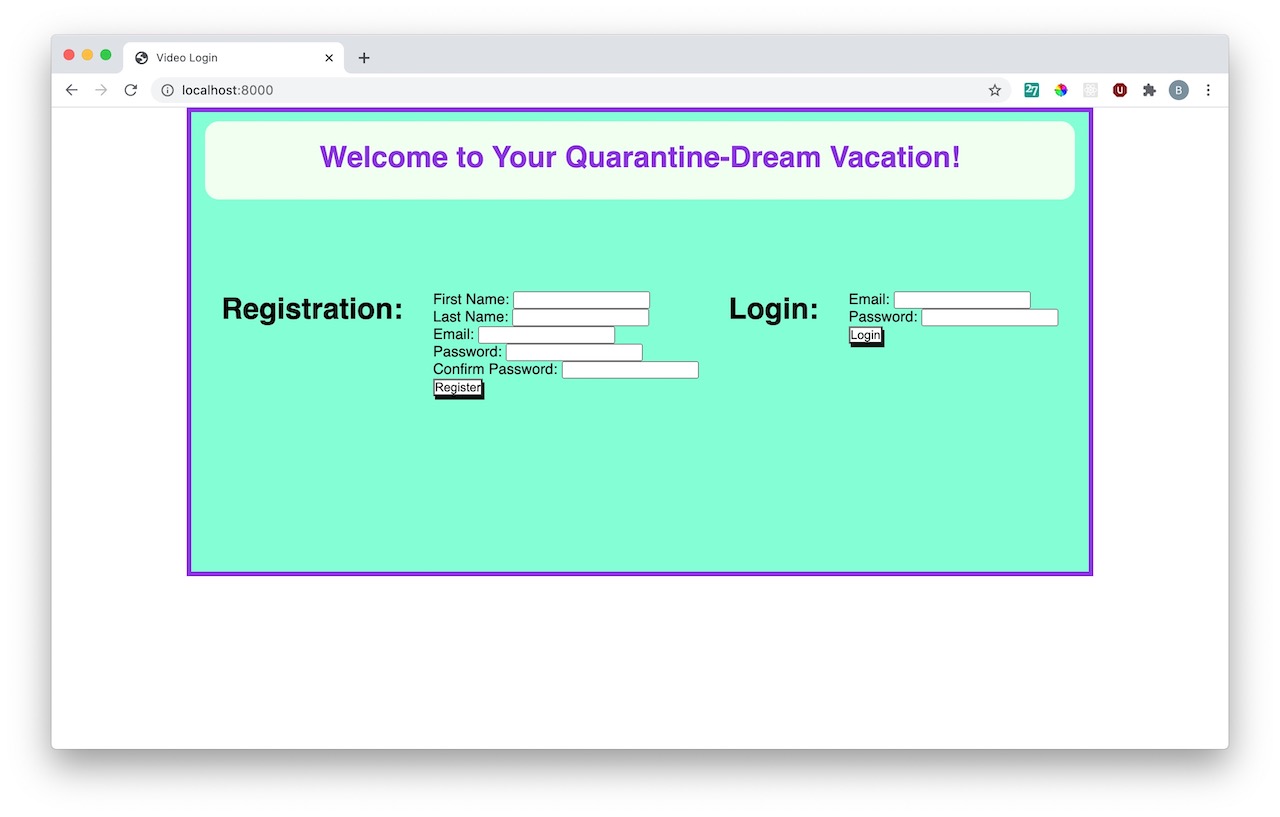 Video Login
localhost:8000
27
U
B
Welcome to Your Quarantine-Dream Vacation!
Registration:
First Name:
Last Name:
Email:
Password:
Confirm Password:
Register
Login:
Email:
Password:
Login